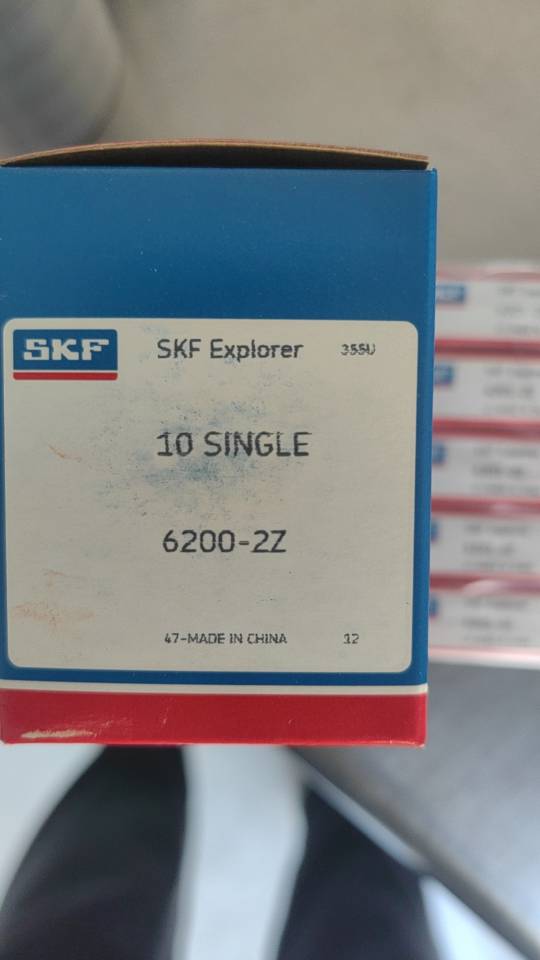 SKF
SKF Explorer 355U
10 SINGLE
6200-2Z
47-MADE IN CHINA 12